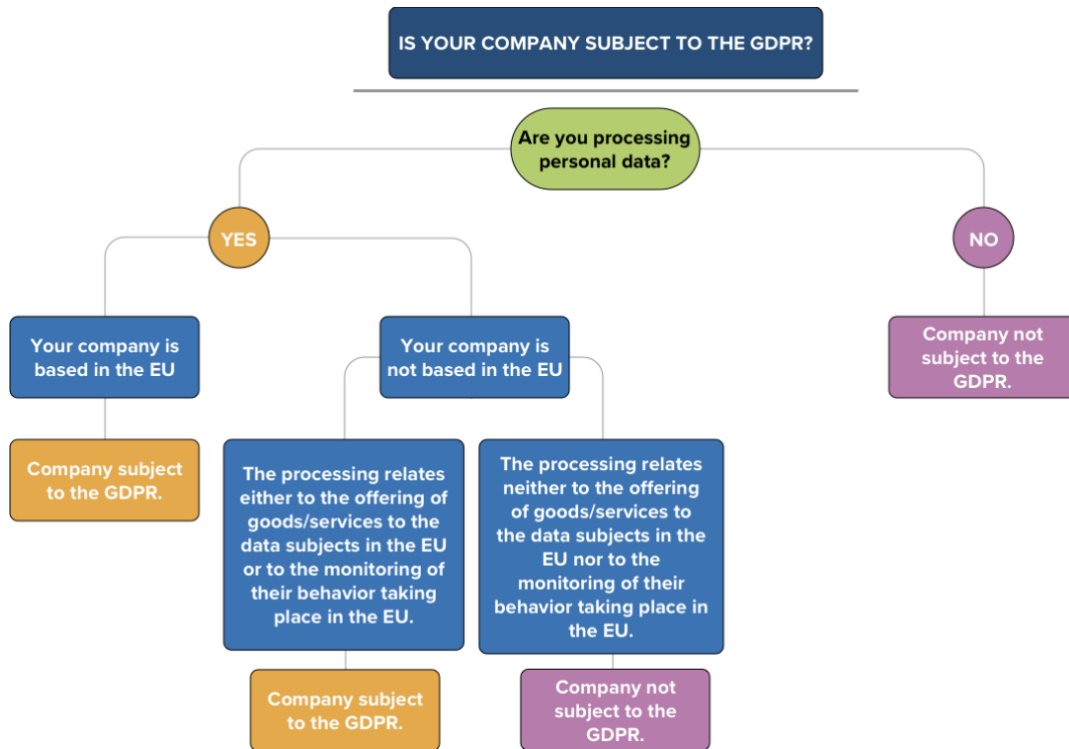 IS YOUR COMPANY SUBJECT TO THE GDPR?
Are you processing
personal data?
YES
NO
Your company is
based in the EU
Your company is
not based in the EU
Company not
subject to the
GDPR.
Company subject
to the GDPR.
The processing relates
either to the offering of
goods/services to the
data subjects in the EU
or to the monitoring of
their behavior taking
place in the EU.
The processing relates
neither to the offering
of goods/services to
the data subjects in the
EU nor to the
monitoring of their
behavior taking place in
the EU.
Company subject
to the GDPR.
Company not
subject to the
GDPR.